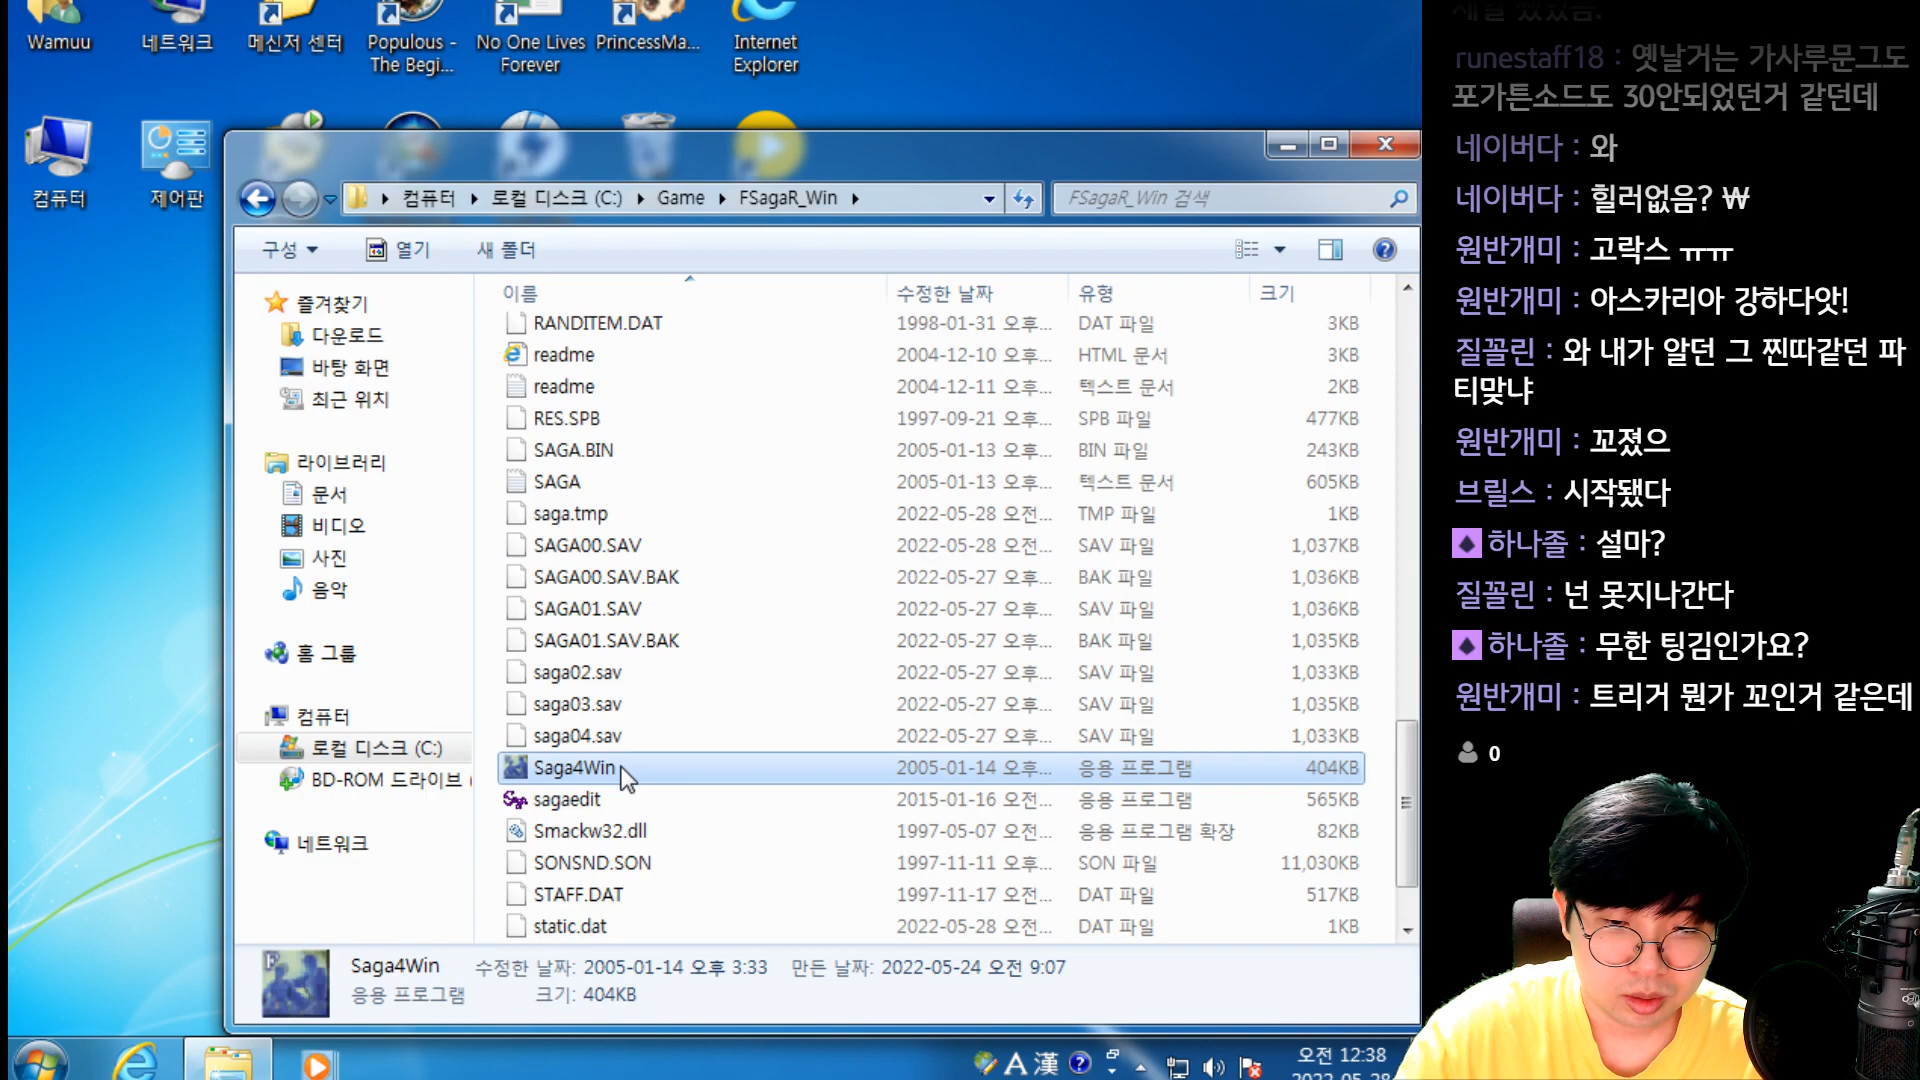 Wamuu
네트워크
메신저 센터
Populous -
The Begi...
No One Lives
Forever
PrincessMa...
Internet
Explorer
컴퓨터
제어판
컴퓨터
로컬 디스크 (C:)
Game
FSagaR_Win
FSagaR_Win 검색
구성
열기
새 폴더
즐겨찾기
다운로드
바탕 화면
최근 위치
라이브러리
문서
비디오
사진
음악
홈 그룹
컴퓨터
로컬 디스크 (C:)
BD-ROM 드라이브
네트워크
이름 수정한 날짜 유형 크기
RANDITEM.DAT 1998-01-31 오후... DAT 파일 3KB
readme 2004-12-10 오후... HTML 문서 3KB
readme 2004-12-11 오후... 텍스트 문서 2KB
RES.SPB 1997-09-21 오후... SPB 파일 477KB
SAGA.BIN 2005-01-13 오후... BIN 파일 243KB
SAGA 2005-01-13 오후... 텍스트 문서 605KB
saga.tmp 2022-05-28 오전... TMP 파일 1KB
SAGA00.SAV 2022-05-28 오전... SAV 파일 1,037KB
SAGA00.SAV.BAK 2022-05-27 오후... BAK 파일 1,036KB
SAGA01.SAV 2022-05-27 오후... SAV 파일 1,036KB
SAGA01.SAV.BAK 2022-05-27 오후... BAK 파일 1,035KB
saga02.sav 2022-05-27 오후... SAV 파일 1,033KB
saga03.sav 2022-05-27 오후... SAV 파일 1,035KB
saga04.sav 2022-05-27 오후... SAV 파일 1,033KB
Saga4Win 2005-01-14 오후... 응용 프로그램 404KB
sagaedit 2015-01-16 오전... 응용 프로그램 565KB
Smackw32.dll 1997-05-07 오전... 응용 프로그램 확장 82KB
SONSND.SON 1997-11-11 오후... SON 파일 11,030KB
STAFF.DAT 1997-11-17 오전... DAT 파일 517KB
static.dat 2022-05-28 오전... DAT 파일 1KB
Saga4Win 수정한 날짜: 2005-01-14 오후 3:33 만든 날짜: 2022-05-24 오전 9:07
응용 프로그램 크기: 404KB
A 漢
오전 12:38
2022-05-28
runestaff18 : 옛날거는 가사루문그도
포가튼소드도 30안되었던거 같던데
네이버다 : 와
네이버다 : 힐러없음? ₩
원반개미 : 고락스 ㅠㅠ
원반개미 : 아스카리아 강하다앗!
질꼴린 : 와 내가 알던 그 찐따같던 파
티맞냐
원반개미 : 꼬졌으
브릴스 : 시작됐다
하나졸 : 설마?
질꼴린 : 넌 못지나간다
하나졸 : 무한 팅김인가요?
원반개미 : 트리거 뭔가 꼬인거 같은데
0